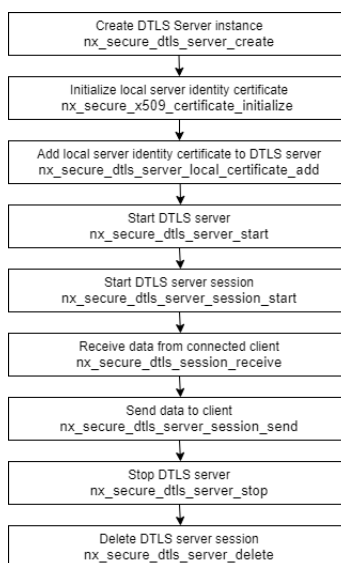 Create DTLS Server instance
nx_secure_dtls_server_create
Initialize local server identity certificate
nx_secure_x509_certificate_initialize
Add local server identity certificate to DTLS server
nx_secure_dtls_server_local_certificate_add
Start DTLS server
nx_secure_dtls_server_start
Start DTLS server session
nx_secure_dtls_server_session_start
Receive data from connected client
nx_secure_dtls_session_receive
Send data to client
nx_secure_dtls_server_session_send
Stop DTLS server
nx_secure_dtls_server_stop
Delete DTLS server session
nx_secure_dtls_server_delete